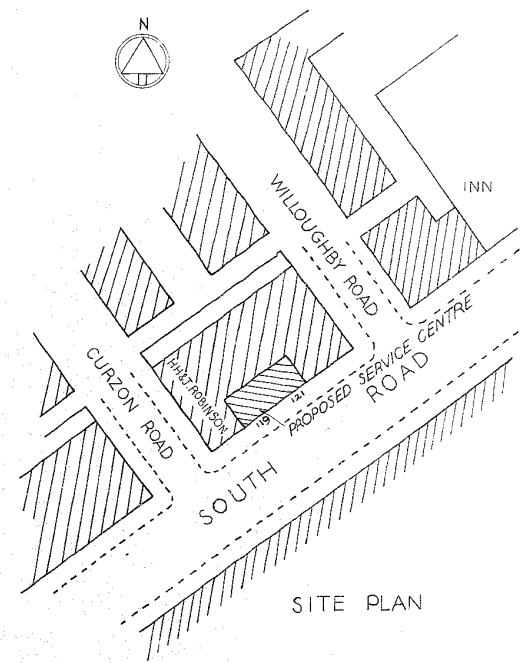 N
INN
WILLOUGHBY ROAD
CURZON ROAD
H.H.&T. ROBINSON
119 121
PROPOSED SERVICE CENTRE
SOUTH ROAD
SITE PLAN